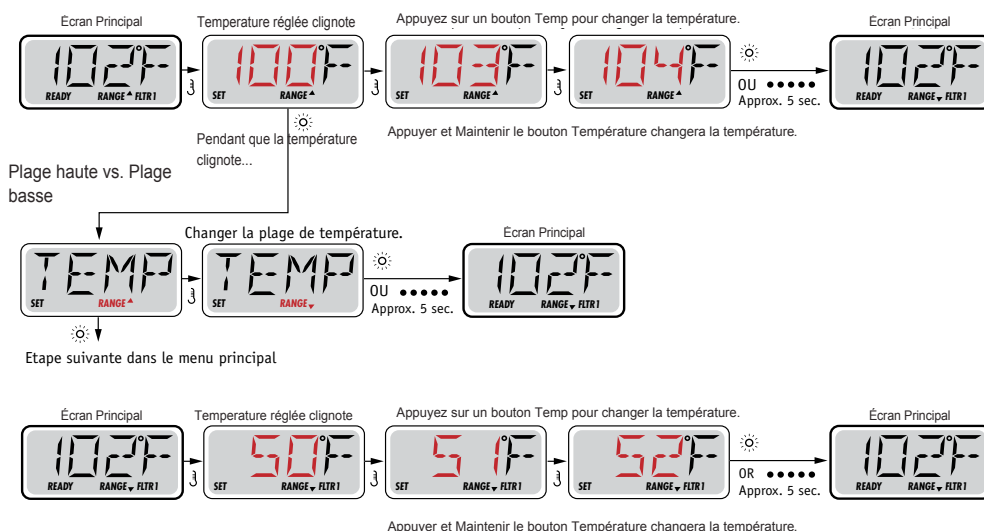 Écran Principal
Temperature réglée clignote
Appuyez sur un bouton Temp pour changer la température.
Écran Principal
102°F
READY RANGE FLTR1
100°F
SET RANGE
103°F
SET RANGE
104°F
SET RANGE
OU
Approx. 5 sec.
102°F
READY RANGE FLTR1
Pendant que la température
clignote...
Appuyer et Maintenir le bouton Température changera la température.
Plage haute vs. Plage
basse
Changer la plage de température.
Écran Principal
TEMP
SET RANGE
TEMP
SET RANGE
OU
Approx. 5 sec.
102°F
READY RANGE FLTR1
Etape suivante dans le menu principal
Écran Principal
Temperature réglée clignote
Appuyez sur un bouton Temp pour changer la température.
Écran Principal
102°F
READY RANGE FLTR1
50°F
SET RANGE FLTR1
51°F
SET RANGE FLTR1
52°F
SET RANGE FLTR1
OR
Approx. 5 sec.
102°F
READY RANGE FLTR1
Appuyer et Maintenir le bouton Température changera la température.